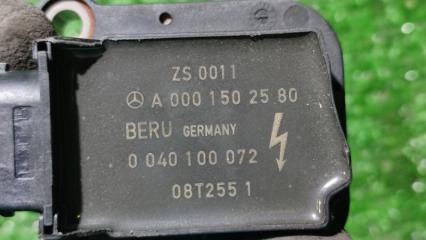 ZS 0011
A 000 150 25 80
BERU GERMANY
0 040 100 072
08T255 1